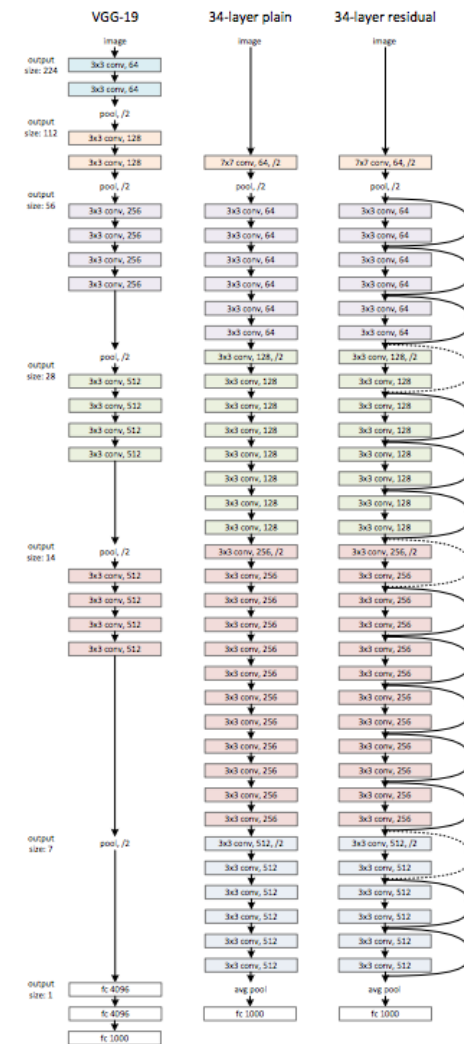 VGG-19
34-layer plain
34-layer residual
output
size: 224
output
size: 112
output
size: 56
output
size: 28
output
size: 14
output
size: 7
output
size: 1
image
3x3 conv, 64
3x3 conv, 64
pool, /2
3x3 conv, 128
3x3 conv, 128
pool, /2
3x3 conv, 256
3x3 conv, 256
3x3 conv, 256
3x3 conv, 256
pool, /2
3x3 conv, 512
3x3 conv, 512
3x3 conv, 512
3x3 conv, 512
pool, /2
3x3 conv, 512
3x3 conv, 512
3x3 conv, 512
3x3 conv, 512
pool, /2
fc 4096
fc 4096
fc 1000
image
7x7 conv, 64, /2
pool, /2
3x3 conv, 64
3x3 conv, 64
3x3 conv, 64
3x3 conv, 64
3x3 conv, 64
3x3 conv, 64
3x3 conv, 128, /2
3x3 conv, 128
3x3 conv, 128
3x3 conv, 128
3x3 conv, 128
3x3 conv, 128
3x3 conv, 128
3x3 conv, 128
3x3 conv, 256, /2
3x3 conv, 256
3x3 conv, 256
3x3 conv, 256
3x3 conv, 256
3x3 conv, 256
3x3 conv, 256
3x3 conv, 256
3x3 conv, 256
3x3 conv, 256
3x3 conv, 256
3x3 conv, 256
3x3 conv, 512, /2
3x3 conv, 512
3x3 conv, 512
3x3 conv, 512
3x3 conv, 512
3x3 conv, 512
avg pool
fc 1000
image
7x7 conv, 64, /2
pool, /2
3x3 conv, 64
3x3 conv, 64
3x3 conv, 64
3x3 conv, 64
3x3 conv, 64
3x3 conv, 64
3x3 conv, 128, /2
3x3 conv, 128
3x3 conv, 128
3x3 conv, 128
3x3 conv, 128
3x3 conv, 128
3x3 conv, 128
3x3 conv, 128
3x3 conv, 256, /2
3x3 conv, 256
3x3 conv, 256
3x3 conv, 256
3x3 conv, 256
3x3 conv, 256
3x3 conv, 256
3x3 conv, 256
3x3 conv, 256
3x3 conv, 256
3x3 conv, 256
3x3 conv, 256
3x3 conv, 512, /2
3x3 conv, 512
3x3 conv, 512
3x3 conv, 512
3x3 conv, 512
3x3 conv, 512
avg pool
fc 1000